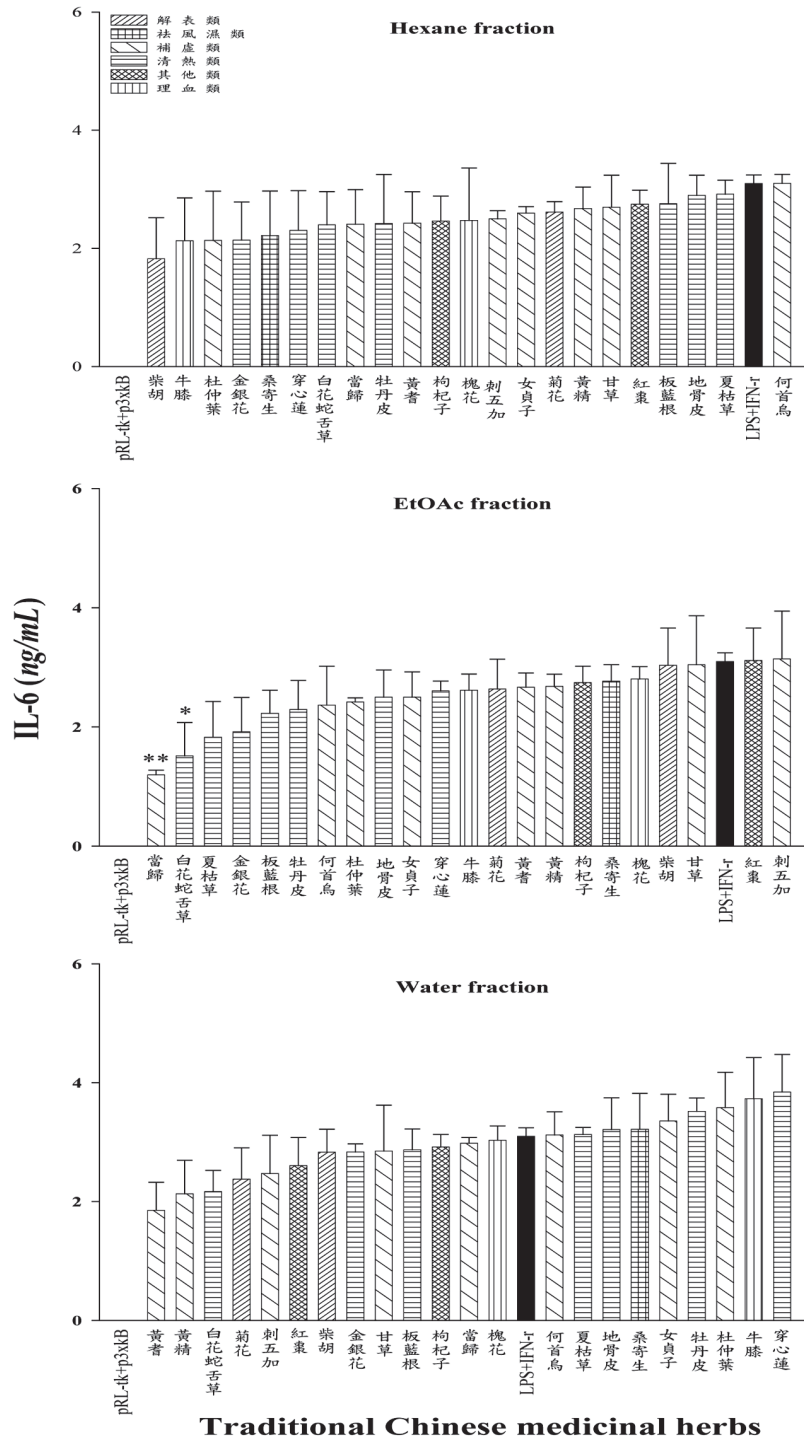 6
Hexane fraction
解表類
祛風濕類
補虛類
清熱類
其他類
理血類
4
2
0
pRL-tk+p3xkB
柴胡
牛膝
杜仲葉
金銀花
桑寄生
穿心蓮
白花蛇舌草
當歸
牡丹皮
黃耆
枸杞子
槐花
刺五加
女貞子
菊花
黃精
甘草
紅棗
板藍根
地骨皮
夏枯草
LPS+IFN-r
何首烏
6
EtOAc fraction
4
2
0
**
*
pRL-tk+p3xkB
當歸
白花蛇舌草
夏枯草
金銀花
板藍根
牡丹皮
何首烏
杜仲葉
地骨皮
女貞子
穿心蓮
牛膝
菊花
黃耆
黃精
枸杞子
桑寄生
槐花
柴胡
甘草
LPS+IFN-r
紅棗
刺五加
IL-6 (ng/mL)
6
Water fraction
4
2
0
pRL-tk+p3xkB
黃耆
黃精
白花蛇舌草
菊花
刺五加
紅棗
柴胡
金銀花
甘草
板藍根
枸杞子
當歸
槐花
LPS+IFN-r
何首烏
夏枯草
地骨皮
桑寄生
女貞子
牡丹皮
杜仲葉
牛膝
穿心蓮
Traditional Chinese medicinal herbs